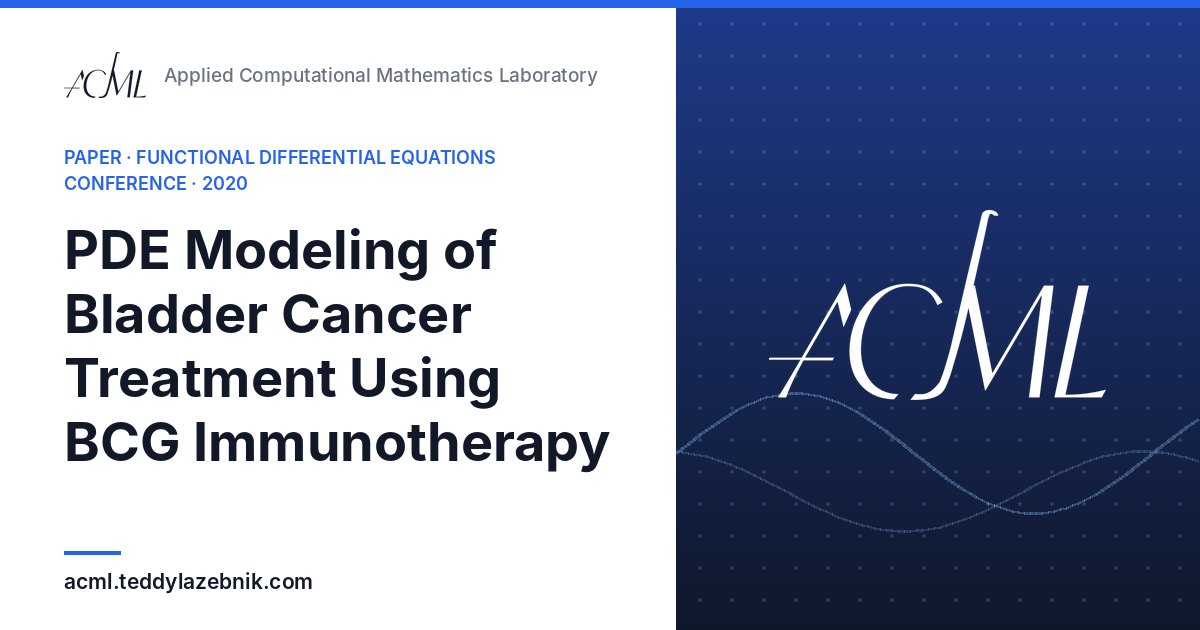 ACML Applied Computational Mathematics Laboratory
PAPER · FUNCTIONAL DIFFERENTIAL EQUATIONS
CONFERENCE · 2020
PDE Modeling of
Bladder Cancer
Treatment Using
BCG Immunotherapy
acml.teddylazebnik.com
ACML